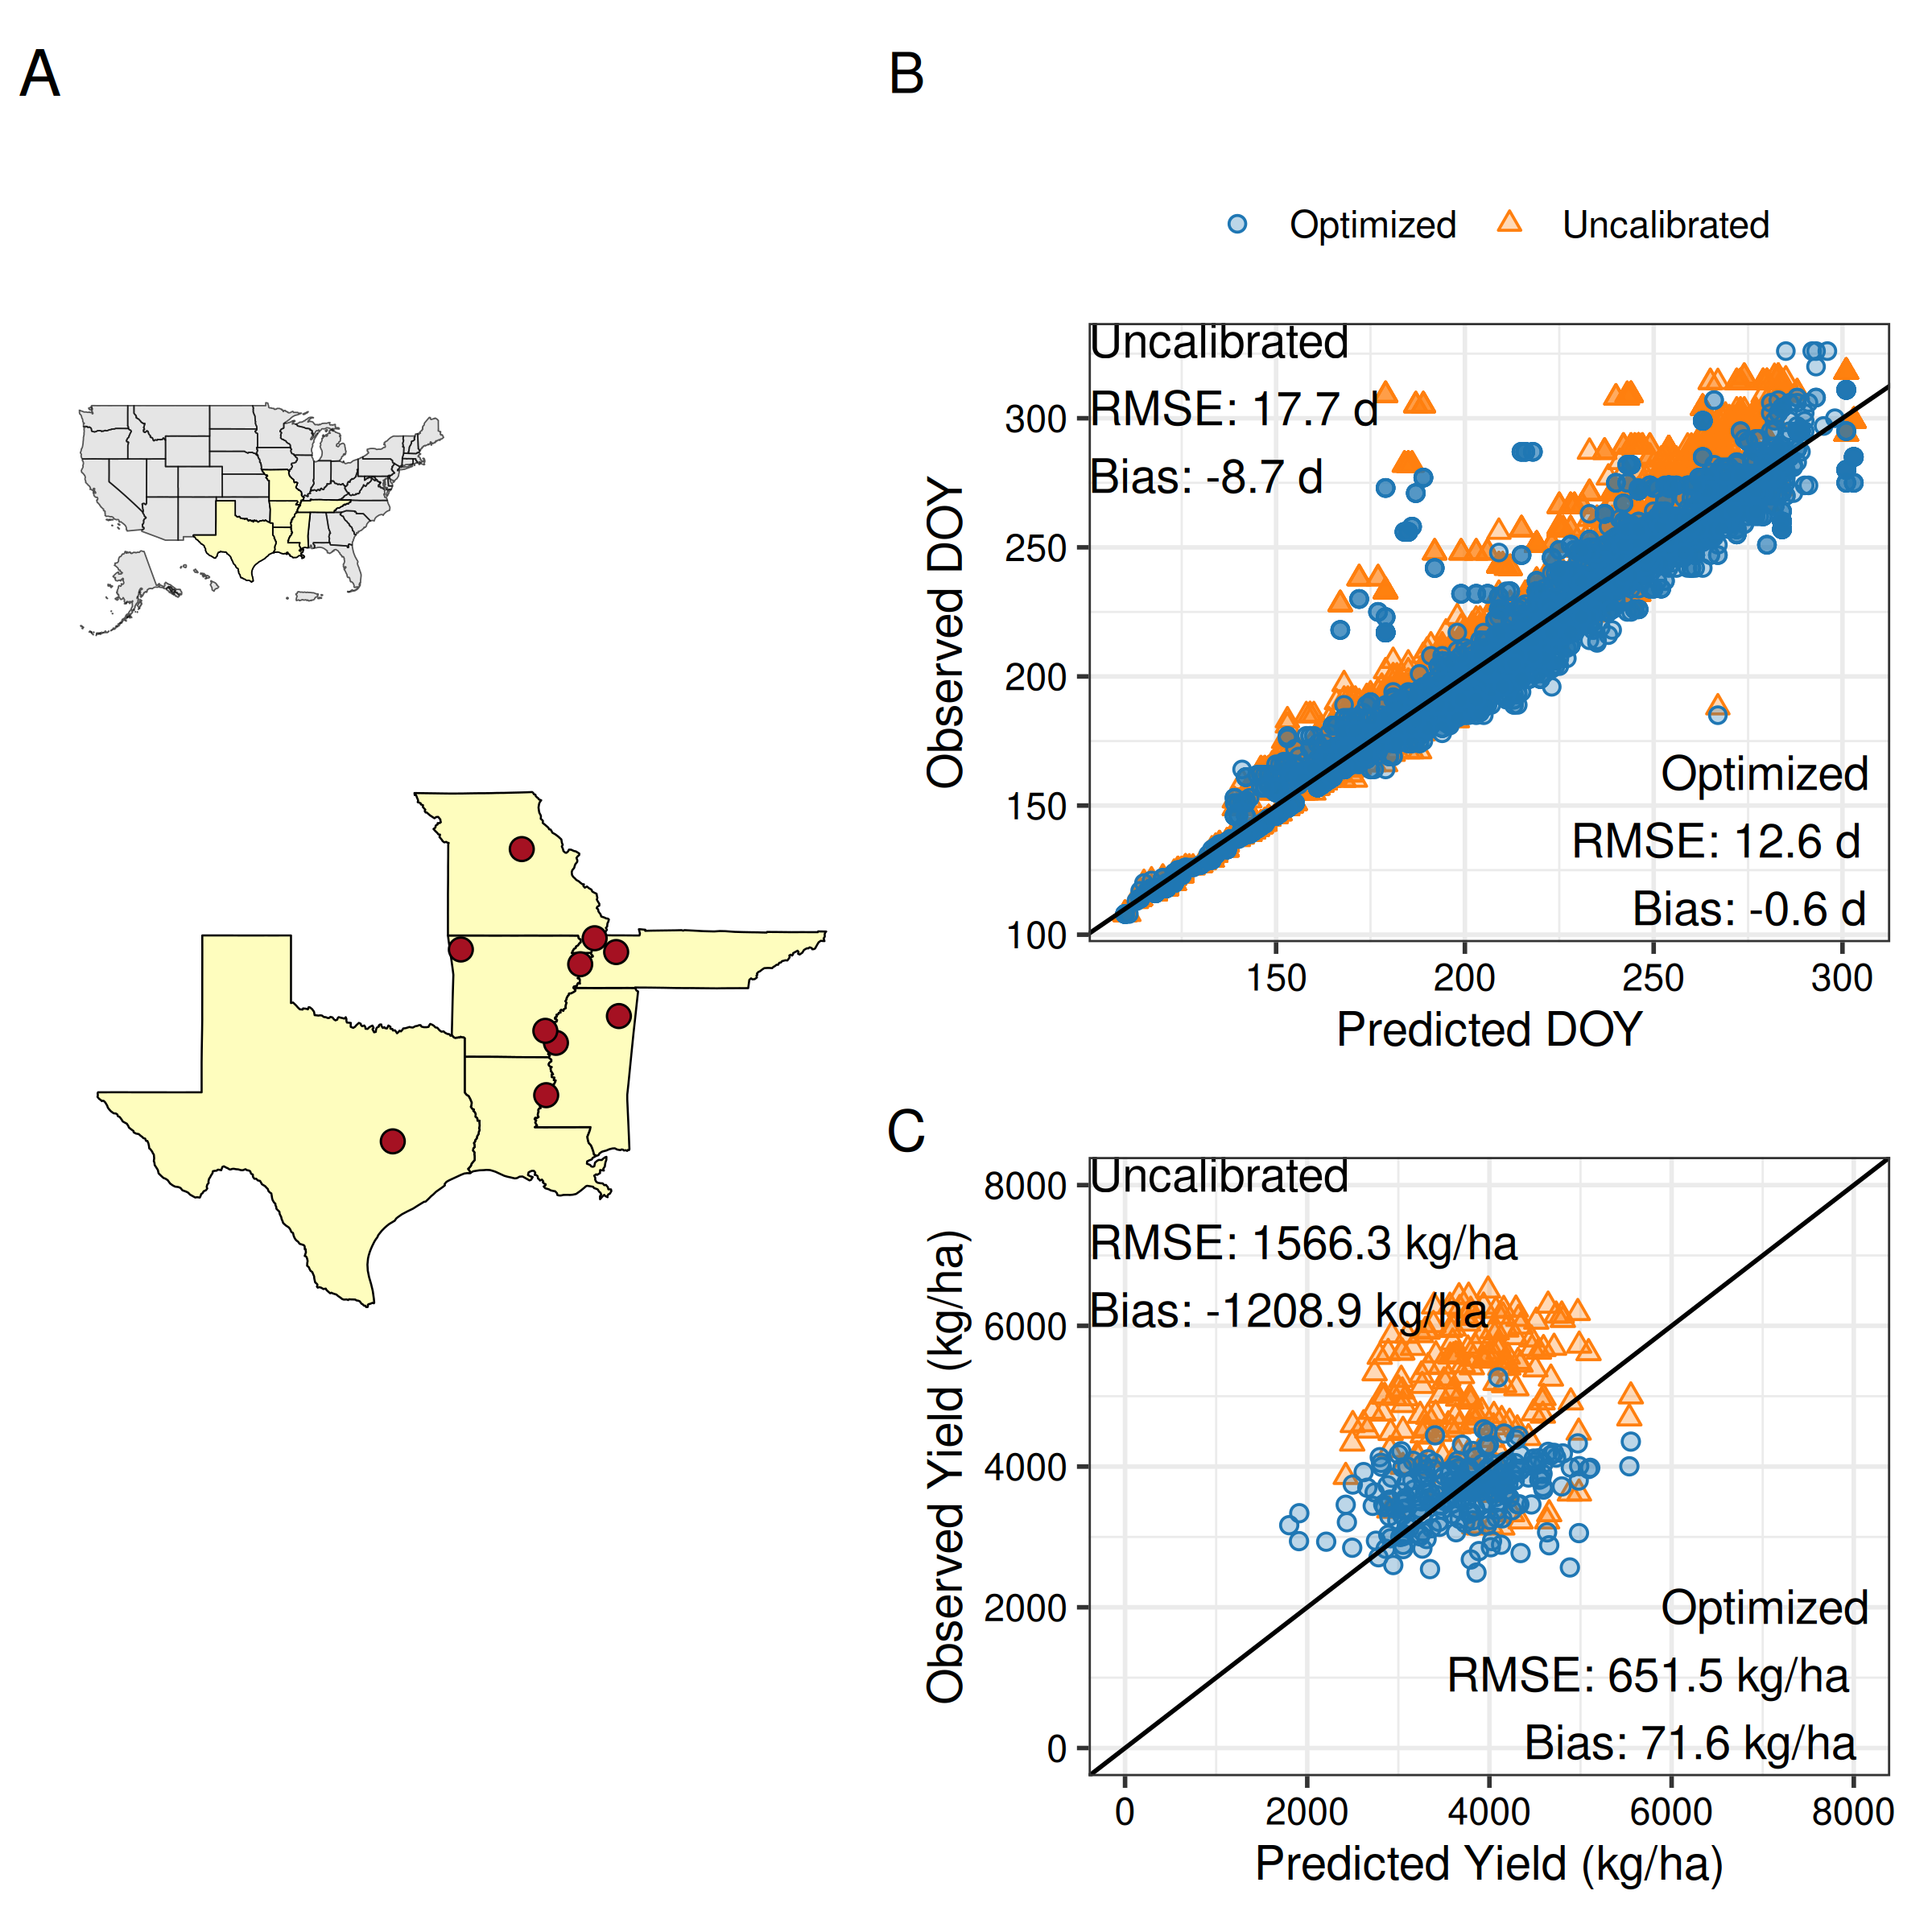 A
B
Optimized
Uncalibrated
Uncalibrated
RMSE: 17.7 d
Bias: -8.7 d
Optimized
RMSE: 12.6 d
Bias: -0.6 d
300
250
200
150
100
Observed DOY
150
200
250
300
Predicted DOY
C
Uncalibrated
RMSE: 1566.3 kg/ha
Bias: -1208.9 kg/ha
Optimized
RMSE: 651.5 kg/ha
Bias: 71.6 kg/ha
8000
6000
4000
2000
0
Observed Yield (kg/ha)
0
2000
4000
6000
8000
Predicted Yield (kg/ha)